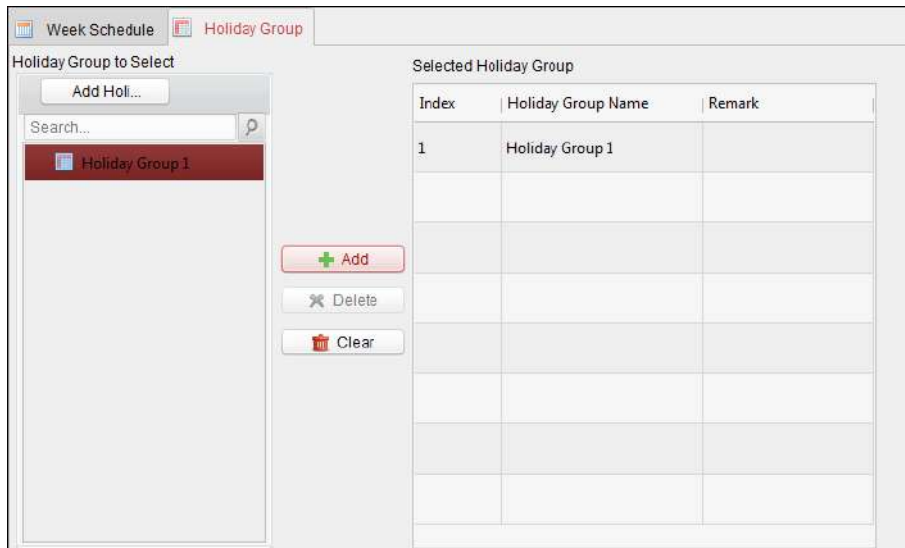 Week Schedule Holiday Group
Holiday Group to Select
Add Holi...
Search...
Holiday Group 1
Add
Delete
Clear
Selected Holiday Group
Index Holiday Group Name Remark
1 Holiday Group 1